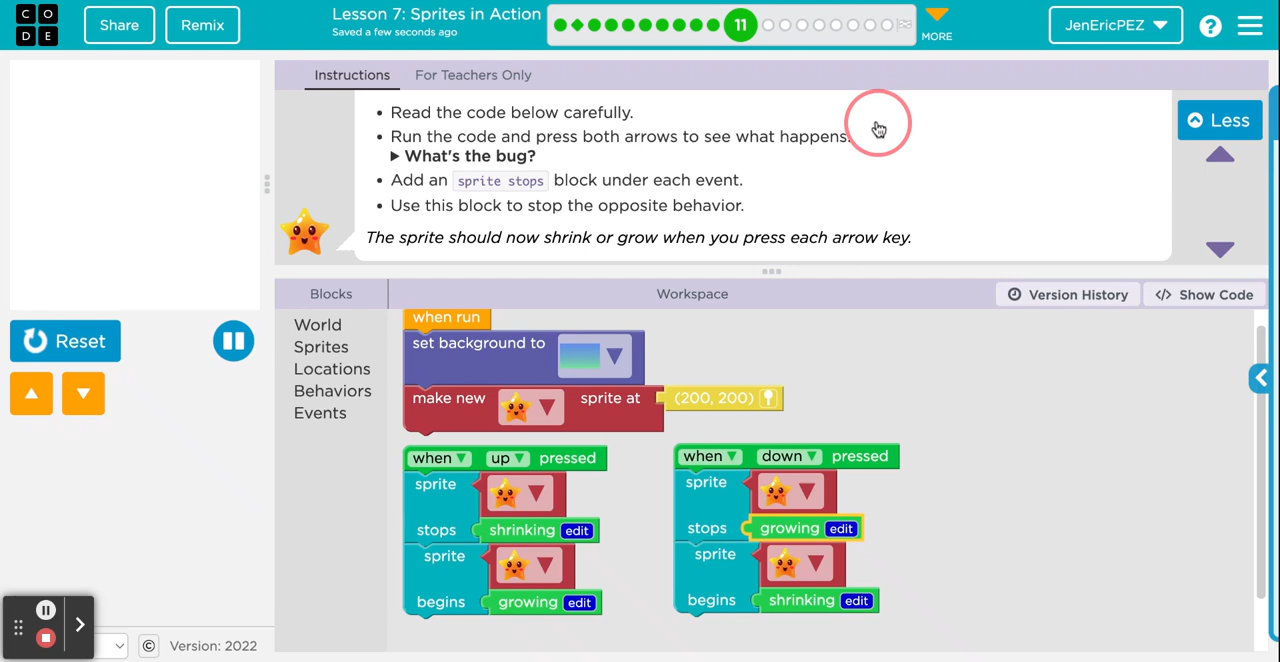 C O
D E
Share
Remix
Lesson 7: Sprites in Action
Saved a few seconds ago
11
MORE
JenEricPEZ
?
Instructions
For Teachers Only
• Read the code below carefully.
• Run the code and press both arrows to see what happens.
What's the bug?
• Add an sprite stops block under each event.
• Use this block to stop the opposite behavior.
The sprite should now shrink or grow when you press each arrow key.
Less
Reset
Blocks
Workspace
Version History
</> Show Code
World
Sprites
Locations
Behaviors
Events
when run
set background to
make new sprite at (200, 200)
when up pressed
sprite
stops shrinking edit
sprite
begins growing edit
when down pressed
sprite
stops growing edit
sprite
begins shrinking edit
© Version: 2022